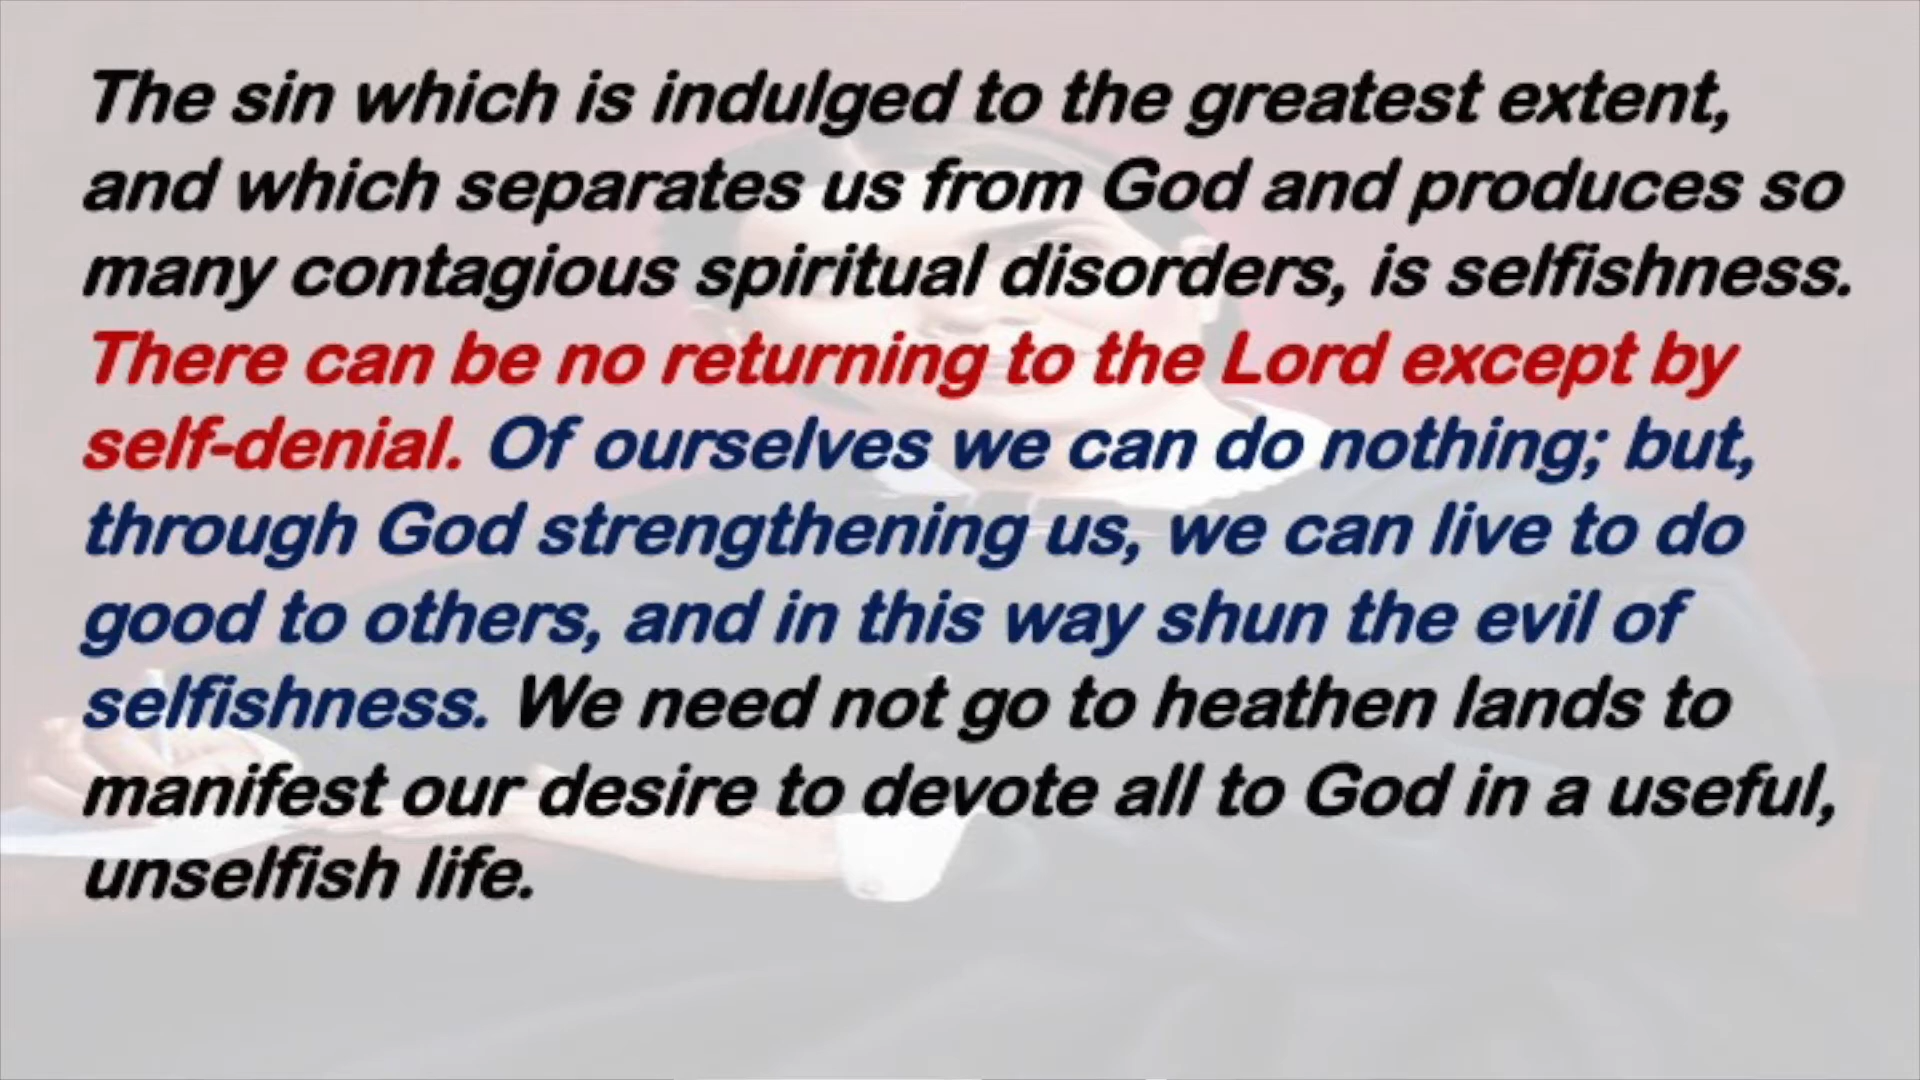 The sin which is indulged to the greatest extent,
and which separates us from God and produces so
many contagious spiritual disorders, is selfishness.
There can be no returning to the Lord except by
self-denial. Of ourselves we can do nothing; but,
through God strengthening us, we can live to do
good to others, and in this way shun the evil of
selfishness. We need not go to heathen lands to
manifest our desire to devote all to God in a useful,
unselfish life.